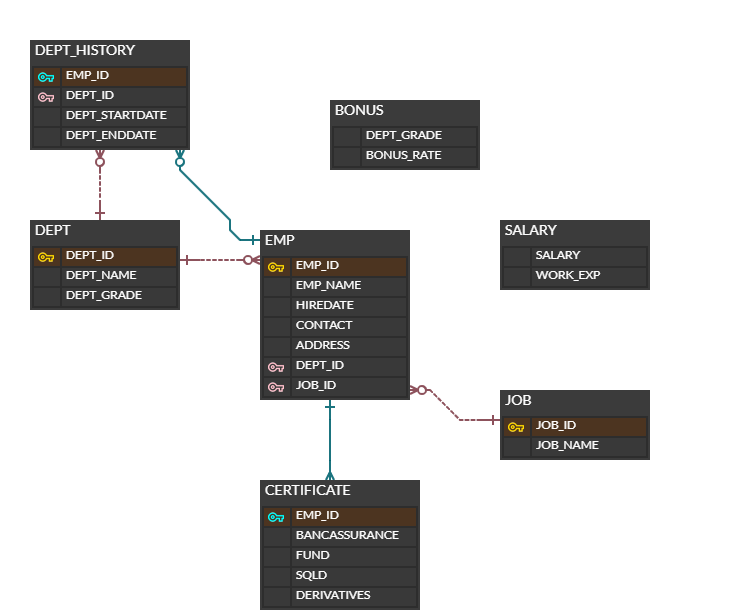 DEPT_HISTORY
EMP_ID
DEPT_ID
DEPT_STARTDATE
DEPT_ENDDATE
BONUS
DEPT_GRADE
BONUS_RATE
DEPT
DEPT_ID
DEPT_NAME
DEPT_GRADE
EMP
EMP_ID
EMP_NAME
HIREDATE
CONTACT
ADDRESS
DEPT_ID
JOB_ID
SALARY
SALARY
WORK_EXP
JOB
JOB_ID
JOB_NAME
CERTIFICATE
EMP_ID
BANCASSURANCE
FUND
SQLD
DERIVATIVES